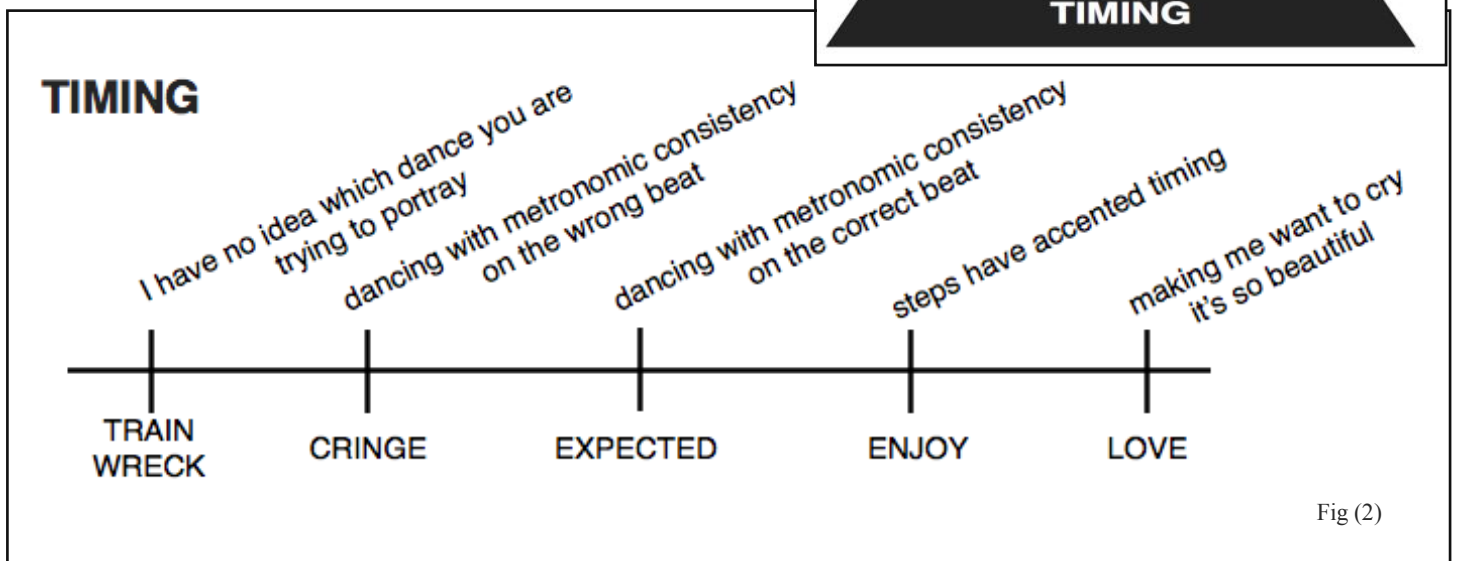 TIMING
TIMING
I have no idea which dance you are
trying to portray
dancing with metronomic consistency
on the wrong beat
dancing with metronomic consistency
on the correct beat
steps have accented timing
making me want to cry
it's so beautiful
TRAIN
WRECK
CRINGE
EXPECTED
ENJOY
LOVE
Fig (2)